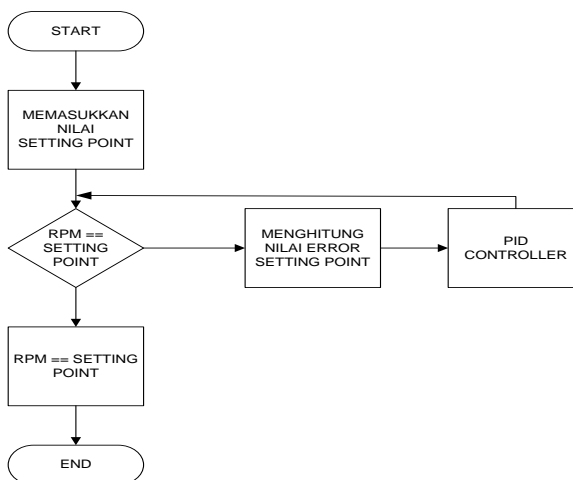 START
MEMASUKKAN
NILAI
SETTING POINT
RPM ==
SETTING
POINT
MENGHITUNG
NILAI ERROR
SETTING POINT
PID
CONTROLLER
RPM == SETTING
POINT
END